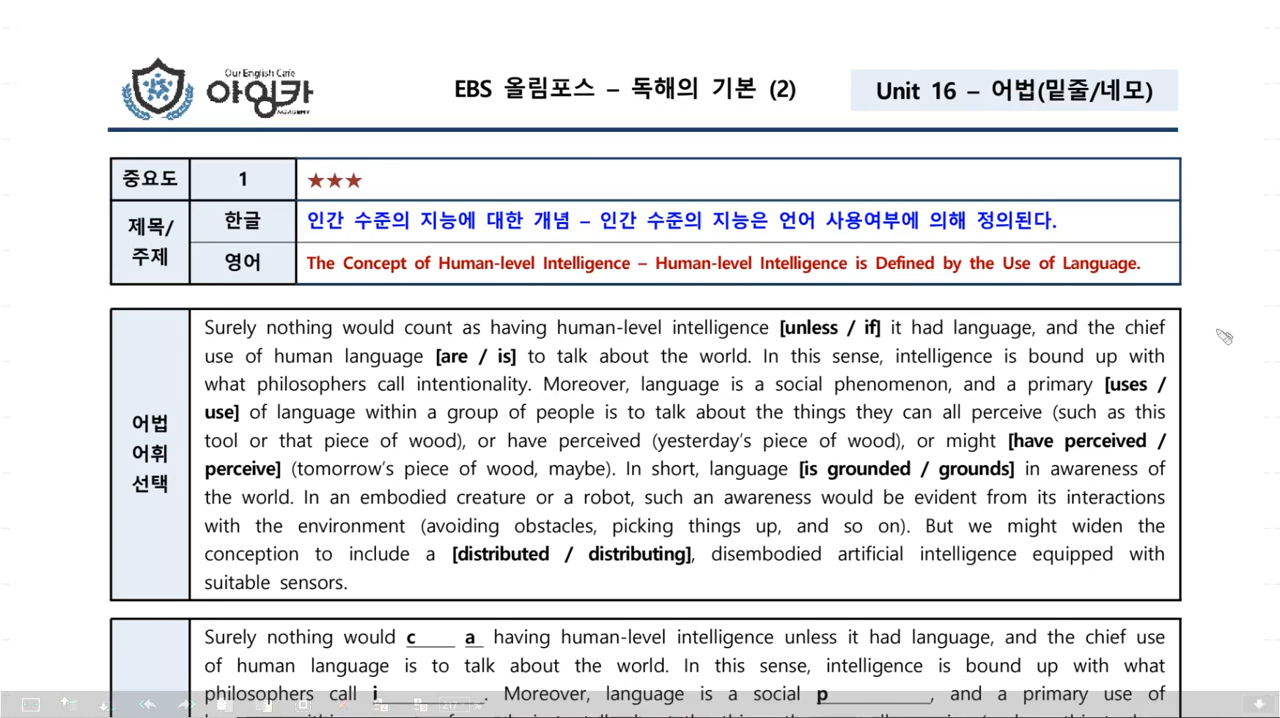 Our English Cafe
아잉카
ACADEMY
EBS 올림포스 – 독해의 기본 (2)
Unit 16 – 어법(밑줄/네모)
중요도 1 ★★★
제목/
주제
한글 인간 수준의 지능에 대한 개념 – 인간 수준의 지능은 언어 사용여부에 의해 정의된다.
영어 The Concept of Human-level Intelligence – Human-level Intelligence is Defined by the Use of Language.
어법
어휘
선택
Surely nothing would count as having human-level intelligence [unless / if] it had language, and the chief
use of human language [are / is] to talk about the world. In this sense, intelligence is bound up with
what philosophers call intentionality. Moreover, language is a social phenomenon, and a primary [uses /
use] of language within a group of people is to talk about the things they can all perceive (such as this
tool or that piece of wood), or have perceived (yesterday's piece of wood), or might [have perceived /
perceive] (tomorrow's piece of wood, maybe). In short, language [is grounded / grounds] in awareness of
the world. In an embodied creature or a robot, such an awareness would be evident from its interactions
with the environment (avoiding obstacles, picking things up, and so on). But we might widen the
conception to include a [distributed / distributing], disembodied artificial intelligence equipped with
suitable sensors.
Surely nothing would c____ a_ having human-level intelligence unless it had language, and the chief use
of human language is to talk about the world. In this sense, intelligence is bound up with what
philosophers call i__________. Moreover, language is a social p__________, and a primary use of